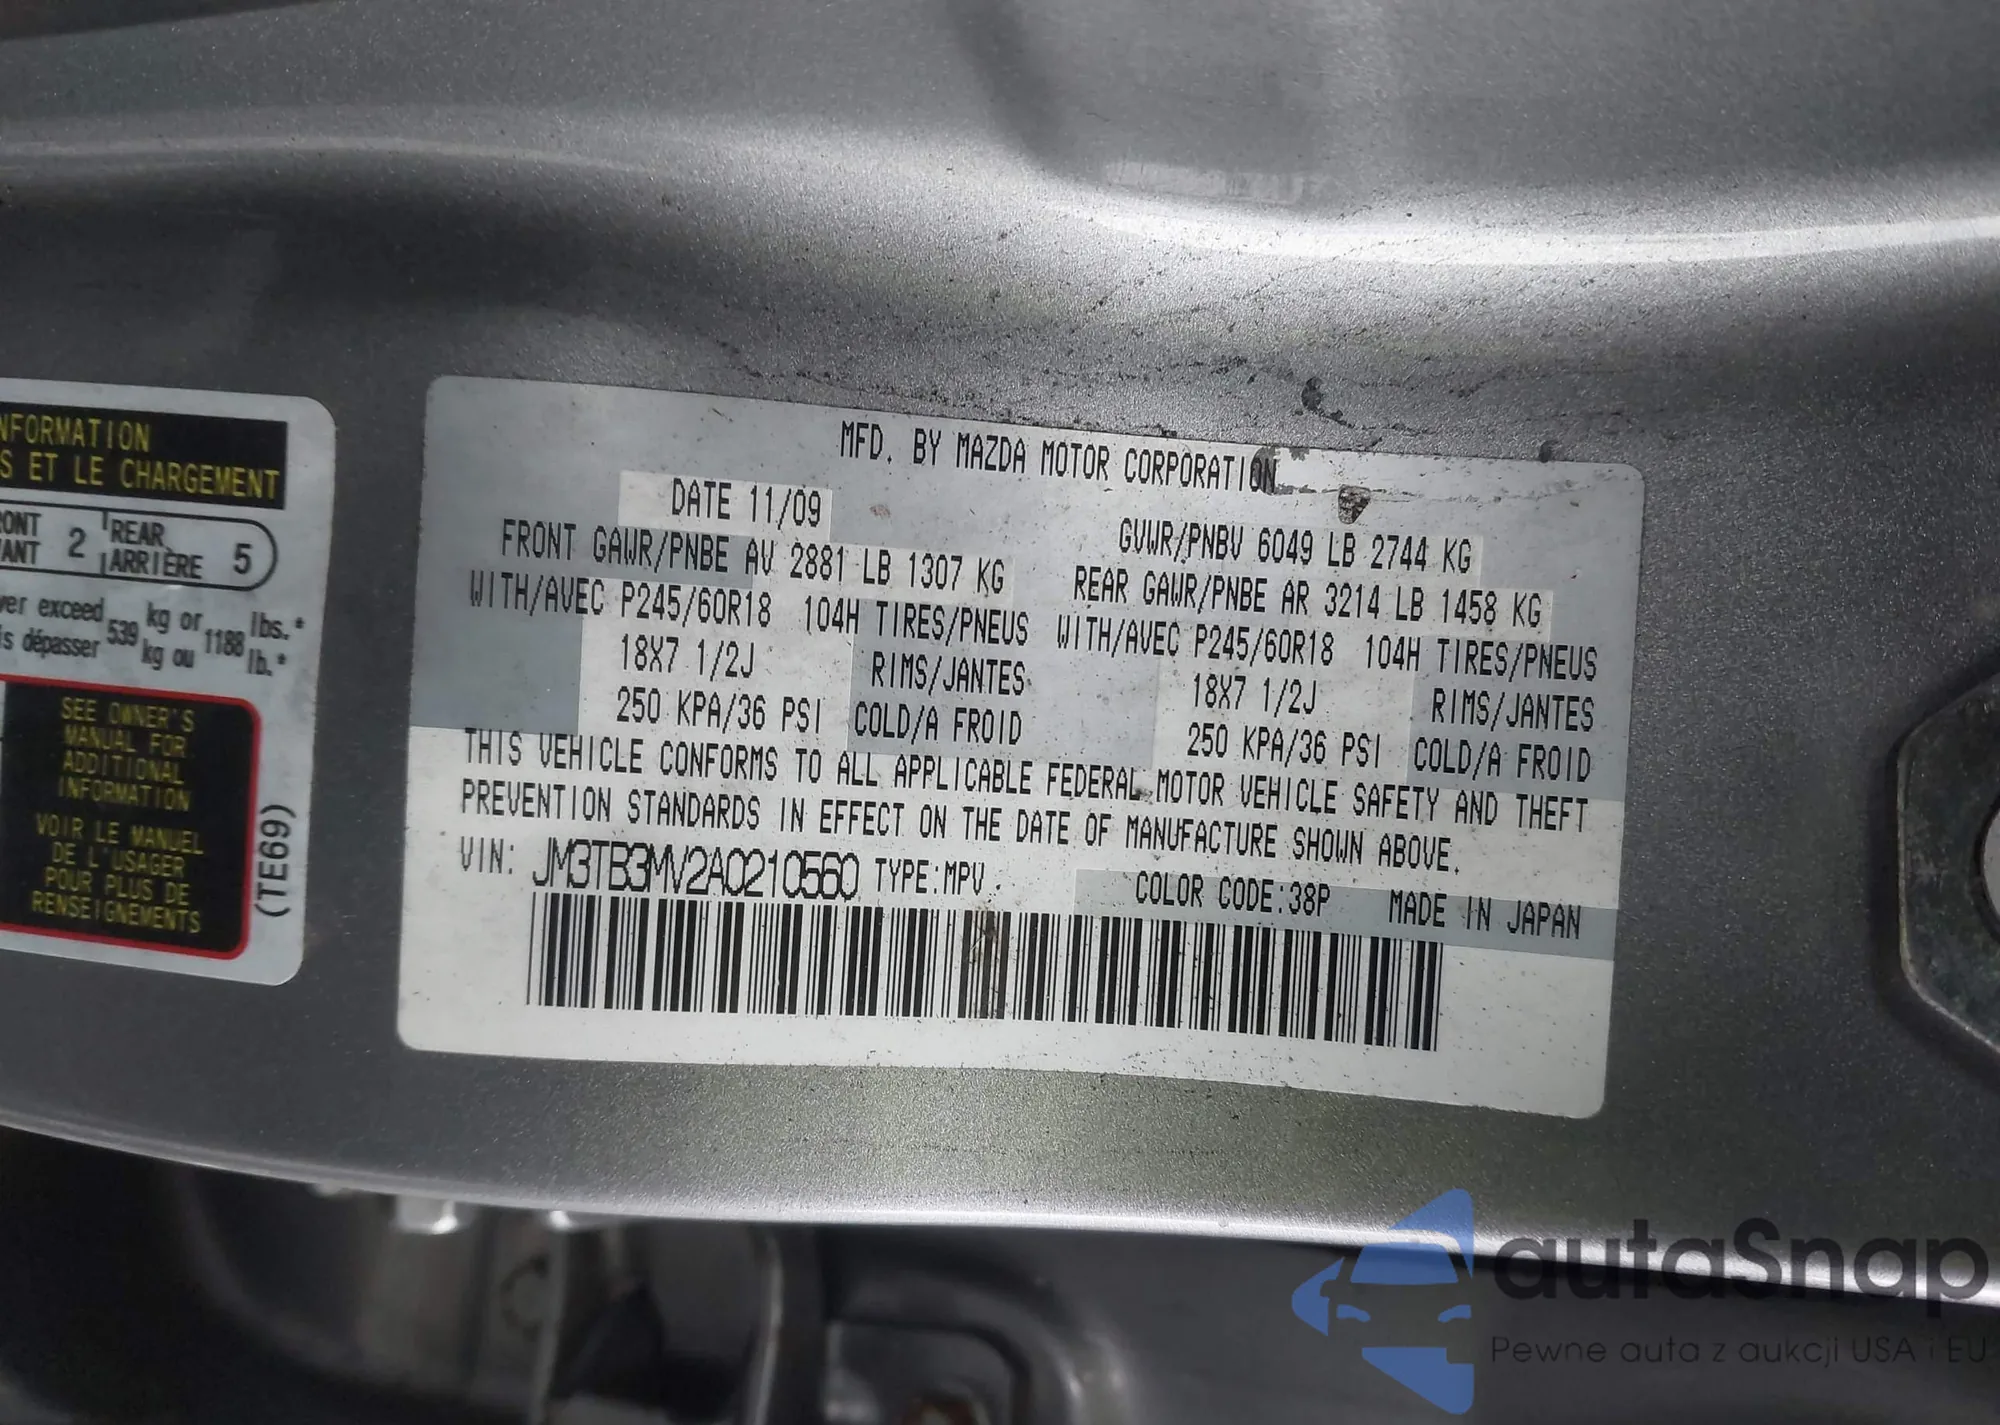 NFORMATION
S ET LE CHARGEMENT
ONT 2 REAR 5
ANT ARRIÈRE
ver exceed 539 kg or 1188 lbs.*
is dépasser kg ou lb.*
SEE OWNER'S
MANUAL FOR
ADDITIONAL
INFORMATION
VOIR LE MANUEL
DE L'USAGER
POUR PLUS DE
RENSEIGNEMENTS
(TE69)
MFD. BY MAZDA MOTOR CORPORATION
DATE 11/09 GVWR/PNBV 6049 LB 2744 KG
FRONT GAWR/PNBE AV 2881 LB 1307 KG REAR GAWR/PNBE AR 3214 LB 1458 KG
WITH/AVEC P245/60R18 104H TIRES/PNEUS WITH/AVEC P245/60R18 104H TIRES/PNEUS
18X7 1/2J RIMS/JANTES 18X7 1/2J RIMS/JANTES
250 KPA/36 PSI COLD/A FROID 250 KPA/36 PSI COLD/A FROID
THIS VEHICLE CONFORMS TO ALL APPLICABLE FEDERAL MOTOR VEHICLE SAFETY AND THEFT
PREVENTION STANDARDS IN EFFECT ON THE DATE OF MANUFACTURE SHOWN ABOVE.
VIN: JM3TB3MV2A0210560 TYPE:MPV COLOR CODE:38P MADE IN JAPAN
autaSnap
Pewne auta z aukcji USA i EU